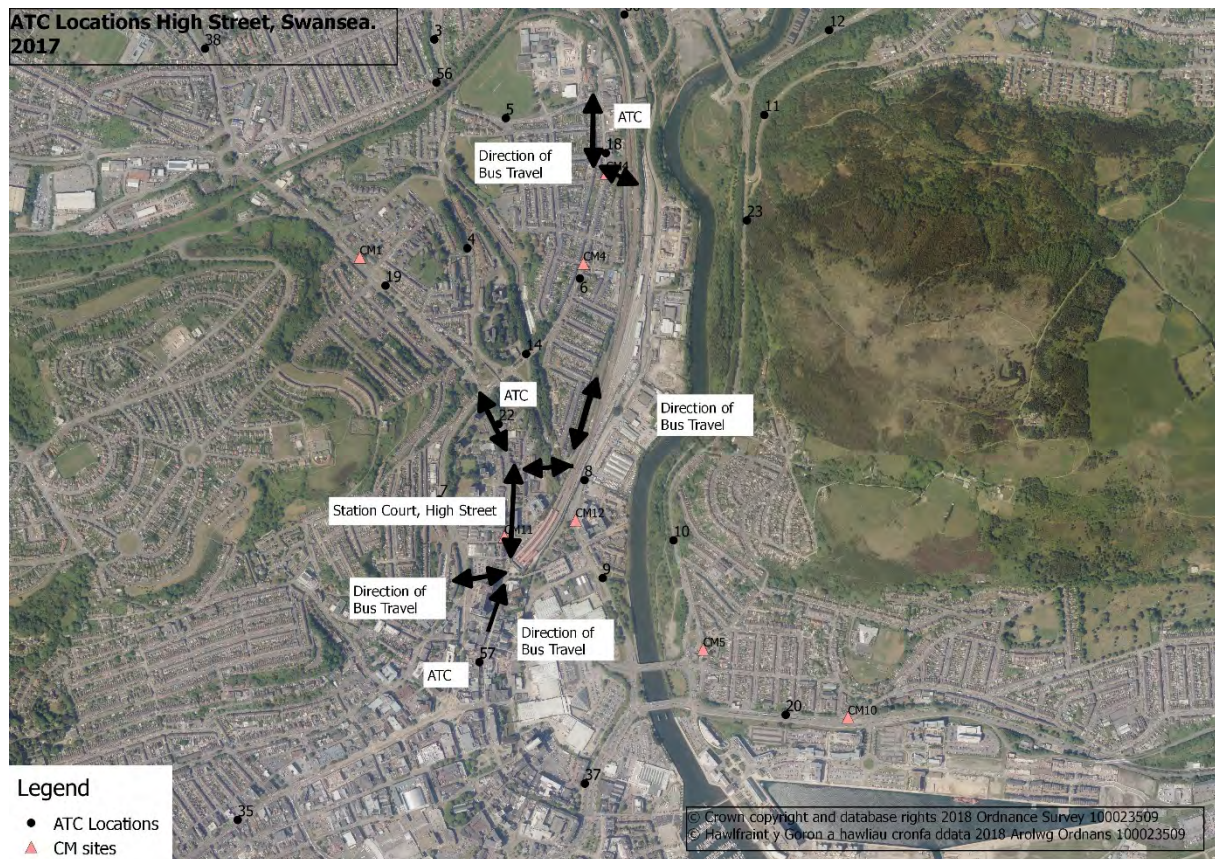 ATC Locations High Street, Swansea.
2017
38
3
12
56
5
11
ATC
18
Direction of
Bus Travel
23
4
CM1
CM4
6
19
14
ATC
22
Direction of
Bus Travel
8
7
Station Court, High Street
CM12
CM11
10
9
Direction of
Bus Travel
Direction of
Bus Travel
CM5
57
ATC
20
CM10
37
35
Legend
ATC Locations
CM sites
© Crown copyright and database rights 2018 Ordnance Survey 100023509
© Hawlfraint y Goron a hawliau cronfa ddata 2018 Arolwg Ordnans 100023509